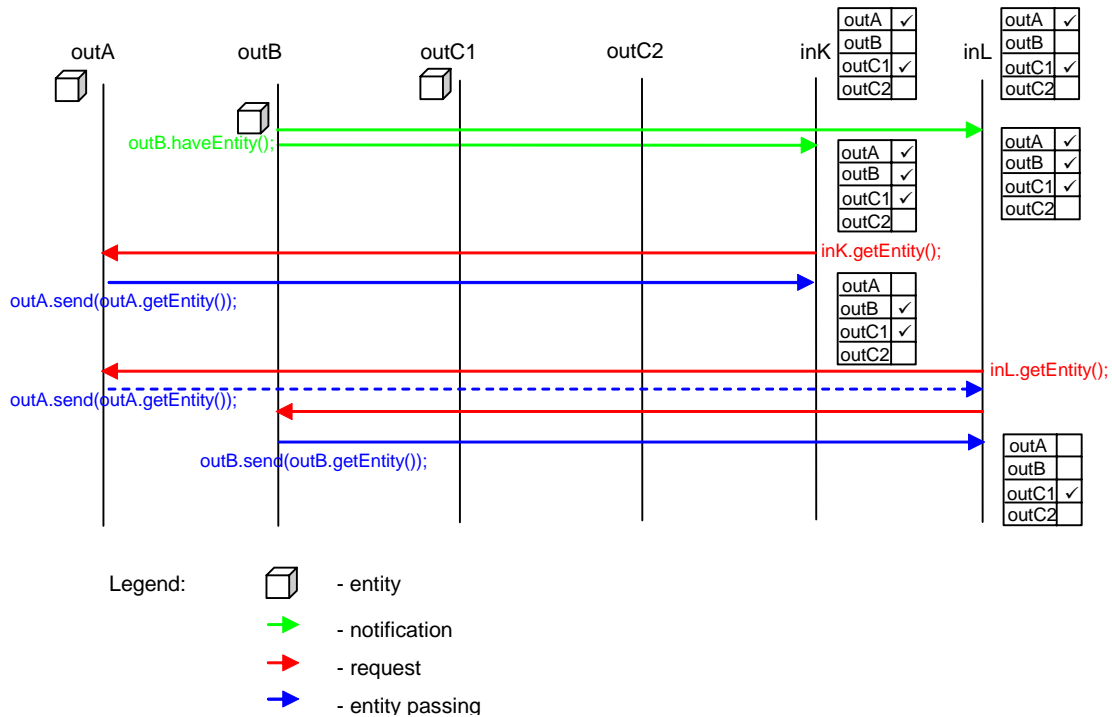 outA outB outC1 outC2 inK inL
outA ✓
outB
outC1 ✓
outC2
outA ✓
outB
outC1 ✓
outC2
outB.haveEntity();
outA ✓
outB ✓
outC1 ✓
outC2
outA ✓
outB ✓
outC1 ✓
outC2
inK.getEntity();
outA.send(outA.getEntity());
outA
outB ✓
outC1 ✓
outC2
inL.getEntity();
outA.send(outA.getEntity());
outB.send(outB.getEntity());
outA
outB
outC1 ✓
outC2
Legend:
- entity
- notification
- request
- entity passing